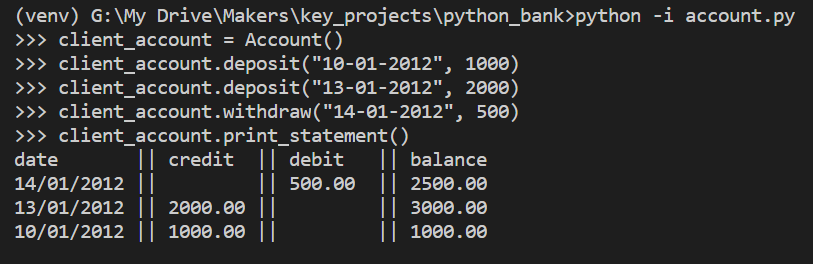 (venv) G:\My Drive\Makers\key_projects\python_bank>python -i account.py
>>> client_account = Account()
>>> client_account.deposit("10-01-2012", 1000)
>>> client_account.deposit("13-01-2012", 2000)
>>> client_account.withdraw("14-01-2012", 500)
>>> client_account.print_statement()
date       || credit  || debit   || balance
14/01/2012 ||         || 500.00  || 2500.00
13/01/2012 || 2000.00 ||         || 3000.00
10/01/2012 || 1000.00 ||         || 1000.00